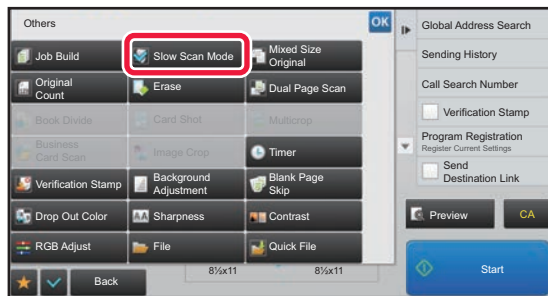 Others
OK
Job Build
Slow Scan Mode
Mixed Size
Original
Original
Count
Erase
Dual Page Scan
Book Divide
Card Shot
Multicrop
Business
Card Scan
Image Crop
Timer
Verification Stamp
Background
Adjustment
Blank Page
Skip
Drop Out Color
Sharpness
Contrast
RGB Adjust
File
Quick File
Back
8½x11
8½x11
Global Address Search
Sending History
Call Search Number
Verification Stamp
Program Registration
Register Current Settings
Send
Destination Link
Preview
CA
Start